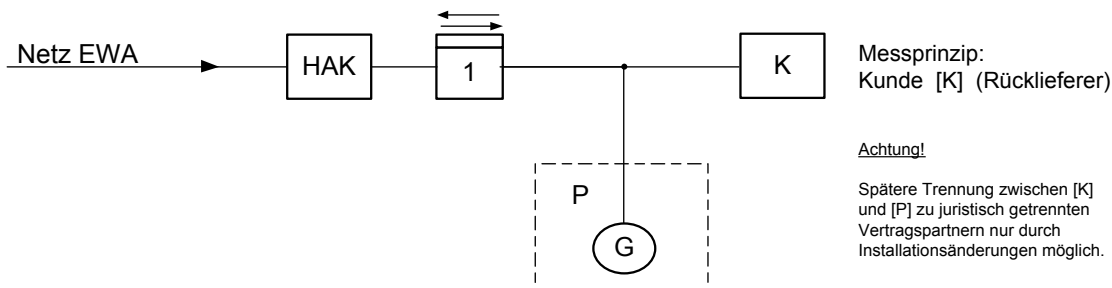 Netz EWA
HAK
1
K
Messprinzip:
Kunde [K] (Rücklieferer)
Achtung!
Spätere Trennung zwischen [K]
und [P] zu juristisch getrennten
Vertragspartnern nur durch
Installationsänderungen möglich.
P
G